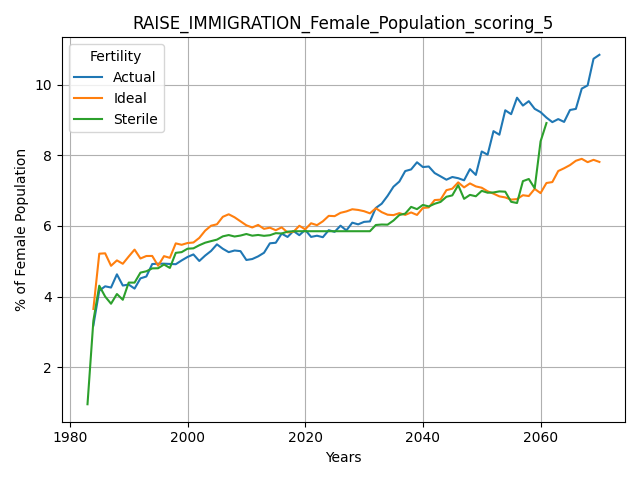 RAISE_IMMIGRATION_Female_Population_scoring_5
Fertility
Actual
Ideal
Sterile
% of Female Population
10
8
6
4
2
1980
2000
2020
2040
2060
Years